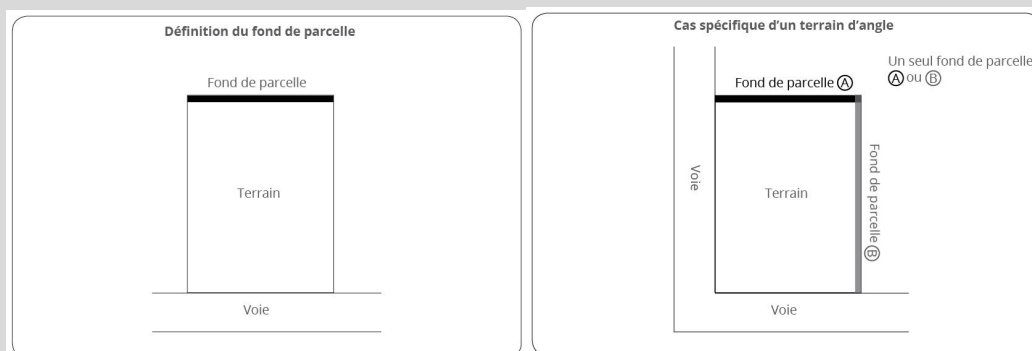 Définition du fond de parcelle
Fond de parcelle
Terrain
Voie
Cas spécifique d'un terrain d'angle
Un seul fond de parcelle
A ou B
Fond de parcelle A
Voie
Terrain
Fond de parcelle B
Voie